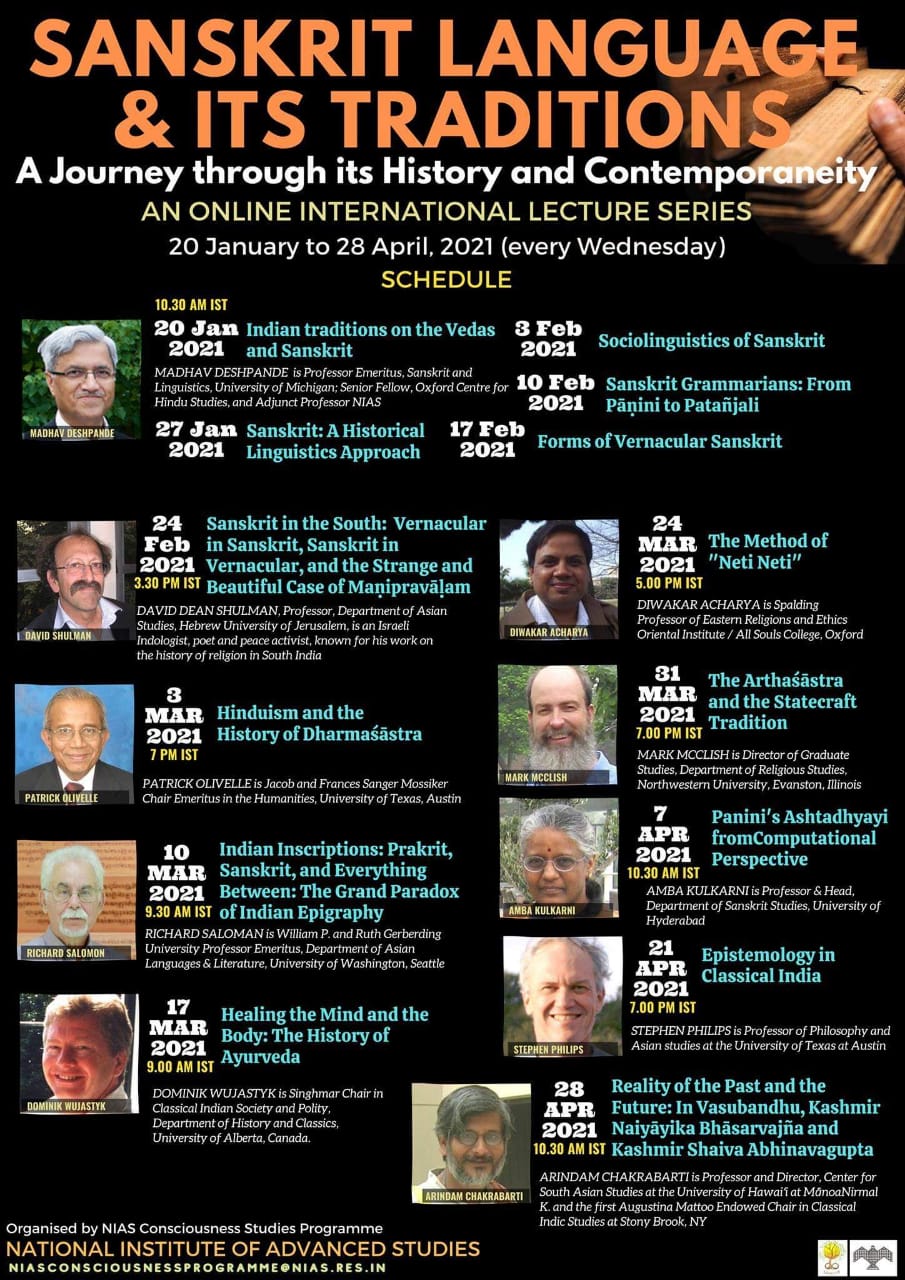 SANSKRIT LANGUAGE
& ITS TRADITIONS
A Journey through its History and Contemporaneity
AN ONLINE INTERNATIONAL LECTURE SERIES
20 January to 28 April, 2021 (every Wednesday)
SCHEDULE
10.30 AM IST
20 Jan
2021
Indian traditions on the Vedas
and Sanskrit
MADHAV DESHPANDE is Professor Emeritus, Sanskrit and
Linguistics, University of Michigan; Senior Fellow, Oxford Centre for
Hindu Studies, and Adjunct Professor NIAS
MADHAV DESHPANDE
27 Jan
2021
Sanskrit: A Historical
Linguistics Approach
3 Feb
2021
Sociolinguistics of Sanskrit
10 Feb
2021
Sanskrit Grammarians: From
Pāṇini to Patañjali
17 Feb
2021
Forms of Vernacular Sanskrit
24
Feb
2021
3.30 PM IST
Sanskrit in the South: Vernacular
in Sanskrit, Sanskrit in
Vernacular, and the Strange and
Beautiful Case of Maṇipravāḷam
DAVID SHULMAN
DAVID DEAN SHULMAN, Professor, Department of Asian
Studies, Hebrew University of Jerusalem, is an Israeli
Indologist, poet and peace activist, known for his work on
the history of religion in South India
3
MAR
2021
7 PM IST
Hinduism and the
History of Dharmaśāstra
PATRICK OLIVELLE
PATRICK OLIVELLE is Jacob and Frances Sanger Mossiker
Chair Emeritus in the Humanities, University of Texas, Austin
10
MAR
2021
9.30 AM IST
Indian Inscriptions: Prakrit,
Sanskrit, and Everything
Between: The Grand Paradox
of Indian Epigraphy
RICHARD SALOMON
RICHARD SALOMAN is William P. and Ruth Gerberding
University Professor Emeritus, Department of Asian
Languages & Literature, University of Washington, Seattle
17
MAR
2021
9.00 AM IST
Healing the Mind and the
Body: The History of
Ayurveda
DOMINIK WUJASTYK
DOMINIK WUJASTYK is Singhmar Chair in
Classical Indian Society and Polity,
Department of History and Classics,
University of Alberta, Canada.
24
MAR
2021
5.00 PM IST
The Method of
"Neti Neti"
DIWAKAR ACHARYA
DIWAKAR ACHARYA is Spalding
Professor of Eastern Religions and Ethics
Oriental Institute / All Souls College, Oxford
31
MAR
2021
7.00 PM IST
The Arthaśāstra
and the Statecraft
Tradition
MARK MCCLISH
MARK MCCLISH is Director of Graduate
Studies, Department of Religious Studies,
Northwestern University, Evanston, Illinois
7
APR
2021
10.30 AM IST
Panini's Ashtadhyayi
fromComputational
Perspective
AMBA KULKARNI
AMBA KULKARNI is Professor & Head,
Department of Sanskrit Studies, University of
Hyderabad
21
APR
2021
7.00 PM IST
Epistemology in
Classical India
STEPHEN PHILIPS
STEPHEN PHILIPS is Professor of Philosophy and
Asian studies at the University of Texas at Austin
28
APR
2021
10.30 AM IST
Reality of the Past and the
Future: In Vasubandhu, Kashmir
Naiyāyika Bhāsarvajña and
Kashmir Shaiva Abhinavagupta
ARINDAM CHAKRABARTI
ARINDAM CHAKRABARTI is Professor and Director, Center for
South Asian Studies at the University of Hawai'i at MānoaNirmal
K. and the first Augustina Mattoo Endowed Chair in Classical
Indic Studies at Stony Brook, NY
Organised by NIAS Consciousness Studies Programme
NATIONAL INSTITUTE OF ADVANCED STUDIES
NIASCONSCIOUSNESSPROGRAMME@NIAS.RES.IN